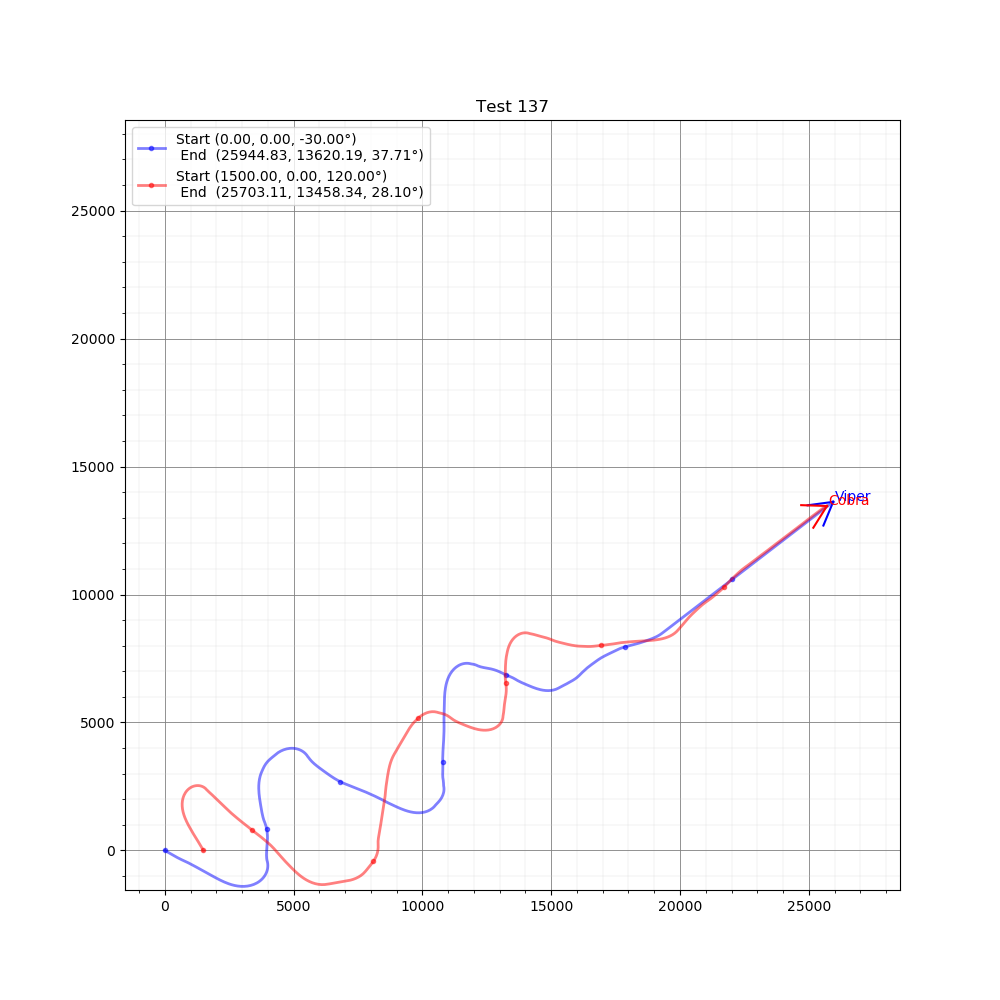 Test 137
Start (0.00, 0.00, -30.00°)
End (25944.83, 13620.19, 37.71°)
Start (1500.00, 0.00, 120.00°)
End (25703.11, 13458.34, 28.10°)
25000
20000
15000
10000
5000
0
Viper
Cobra
0 5000 10000 15000 20000 25000